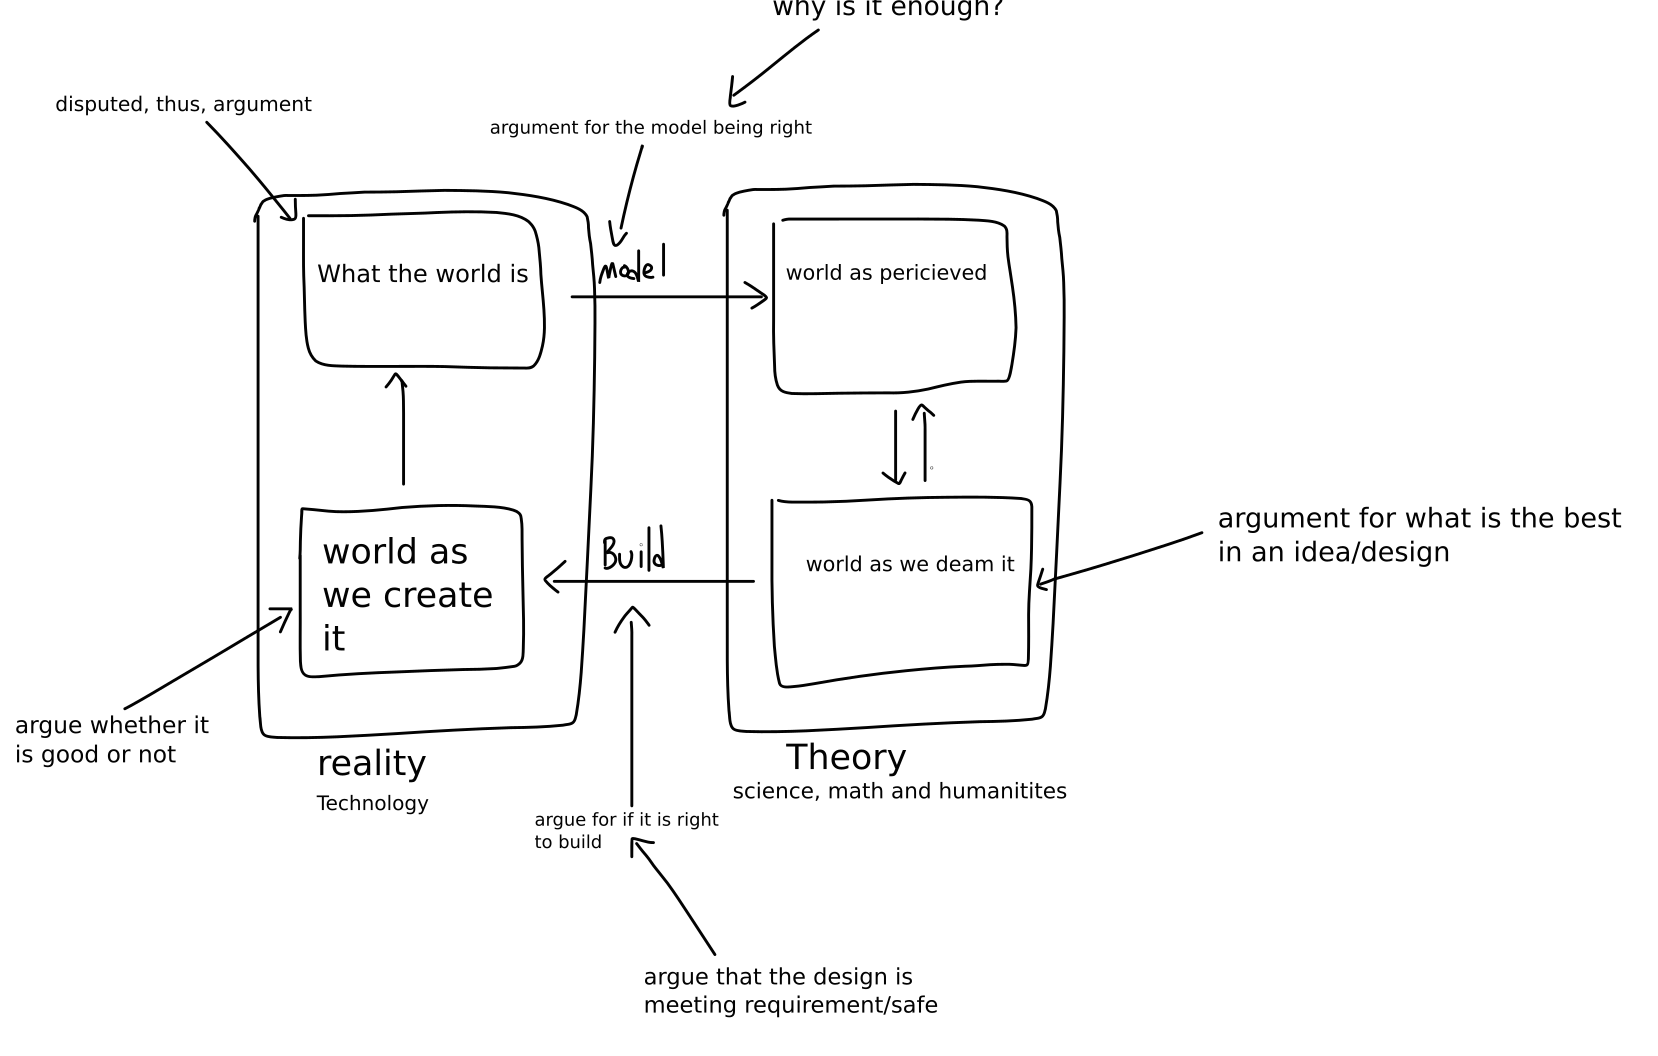 why is it enough?
disputed, thus, argument
argument for the model being right
What the world is
model
world as pericieved
argument for what is the best
in an idea/design
world as
we create
it
Build
world as we deam it
argue whether it
is good or not
reality
Technology
Theory
science, math and humanitites
argue for if it is right
to build
argue that the design is
meeting requirement/safe